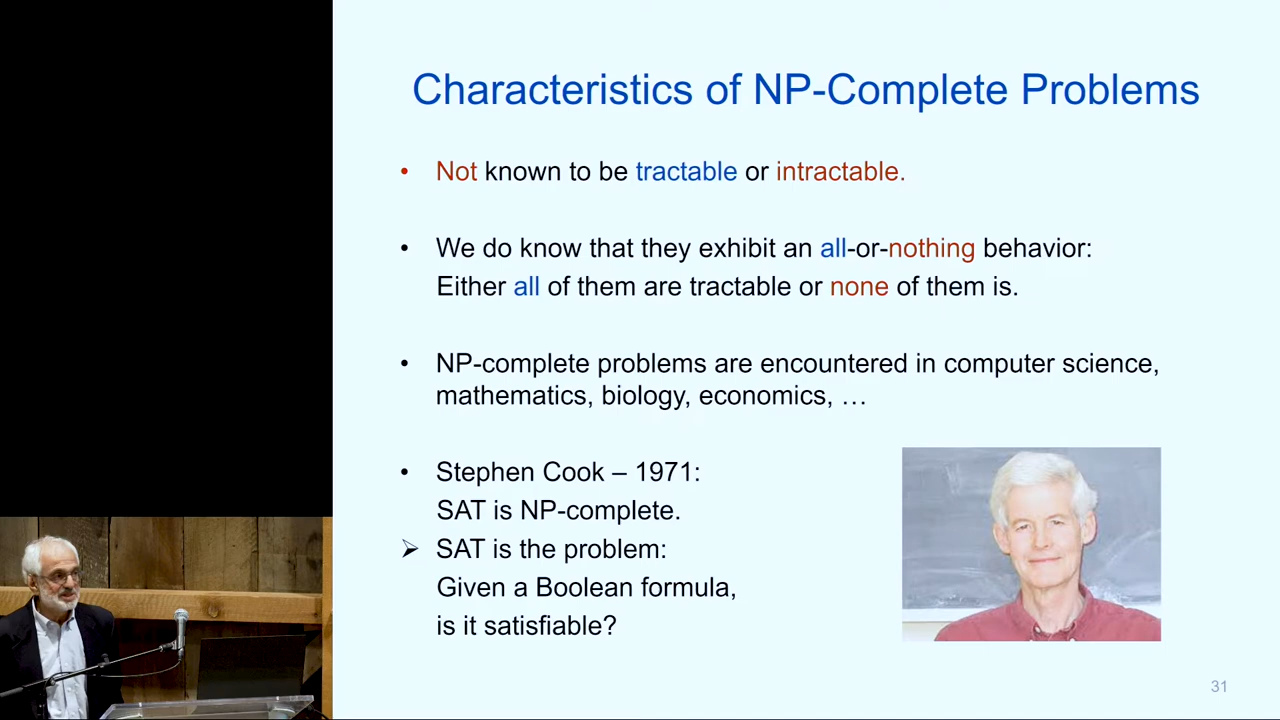 Characteristics of NP-Complete Problems
• Not known to be tractable or intractable.
• We do know that they exhibit an all-or-nothing behavior:
Either all of them are tractable or none of them is.
• NP-complete problems are encountered in computer science,
mathematics, biology, economics, …
• Stephen Cook – 1971:
SAT is NP-complete.
➢ SAT is the problem:
Given a Boolean formula,
is it satisfiable?
31